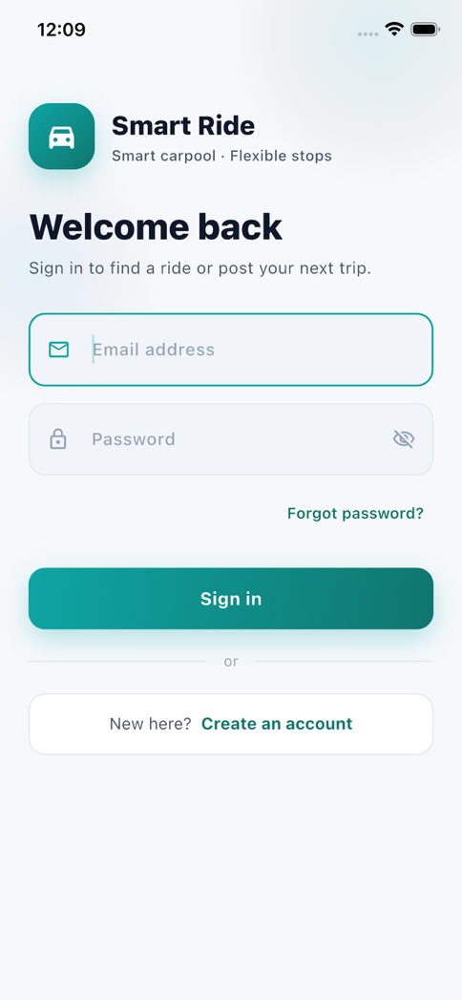 12:09
Smart Ride
Smart carpool · Flexible stops
Welcome back
Sign in to find a ride or post your next trip.
Email address
Password
Forgot password?
Sign in
or
New here? Create an account